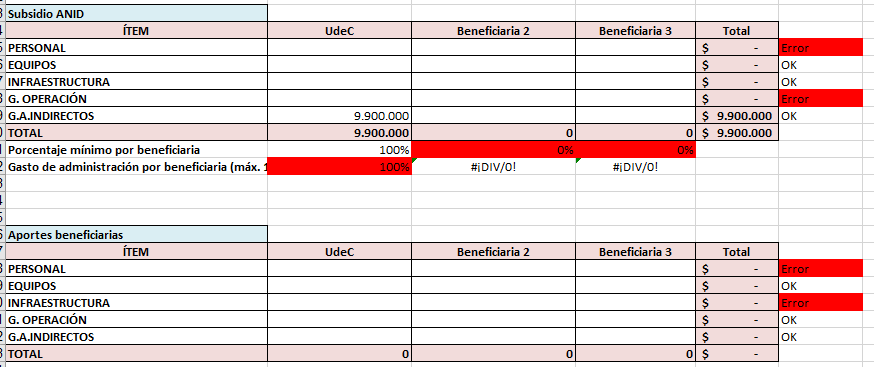 Subsidio ANID
ÍTEM UdeC Beneficiaria 2 Beneficiaria 3 Total
PERSONAL $ - Error
EQUIPOS $ - OK
INFRAESTRUCTURA $ - OK
G. OPERACIÓN $ - Error
G.A.INDIRECTOS 9.900.000 $ 9.900.000 OK
TOTAL 9.900.000 0 0 $ 9.900.000
Porcentaje mínimo por beneficiaria 100% 0% 0%
Gasto de administración por beneficiaria (máx. 1 100% #¡DIV/0! #¡DIV/0!
Aportes beneficiarias
ÍTEM UdeC Beneficiaria 2 Beneficiaria 3 Total
PERSONAL $ - Error
EQUIPOS $ - OK
INFRAESTRUCTURA $ - Error
G. OPERACIÓN $ - OK
G.A.INDIRECTOS $ - OK
TOTAL 0 0 0 $ -